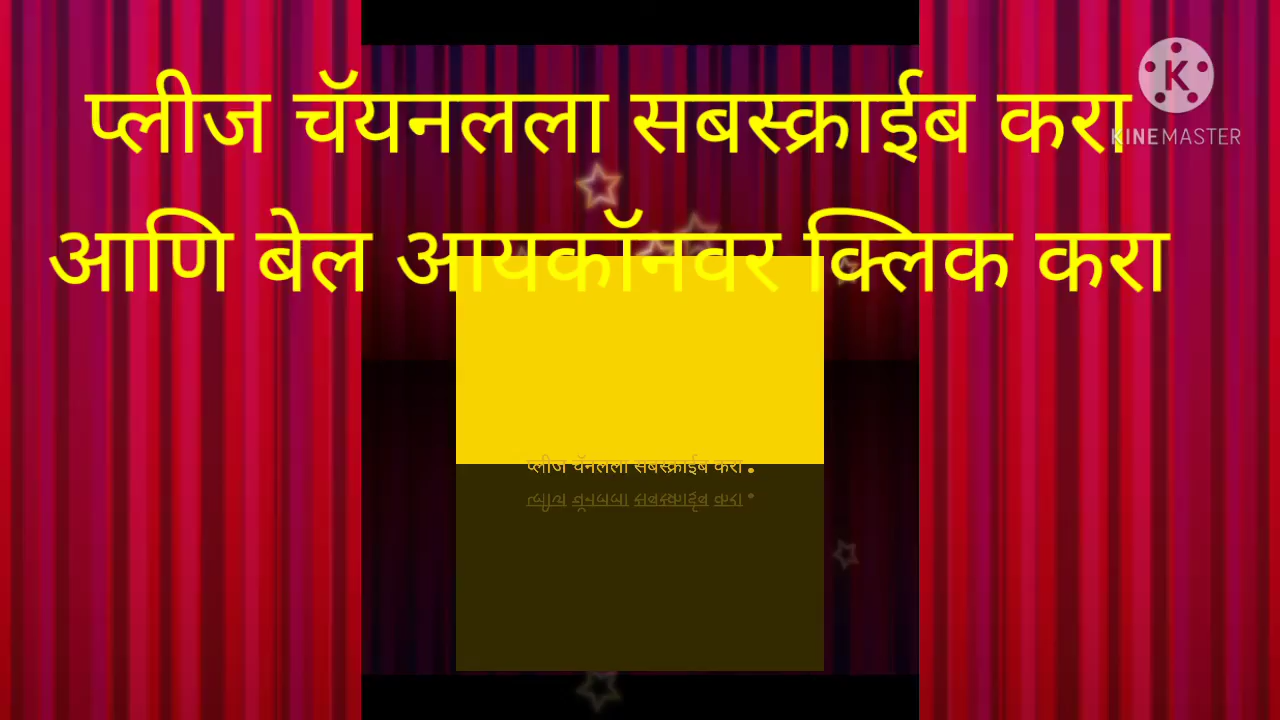 प्लीज चॅयनलला सबस्क्राईब करा
KINEMASTER
आणि बेल आयकॉनवर क्लिक करा
प्लीज चॅनलला सबस्क्राईब करा.